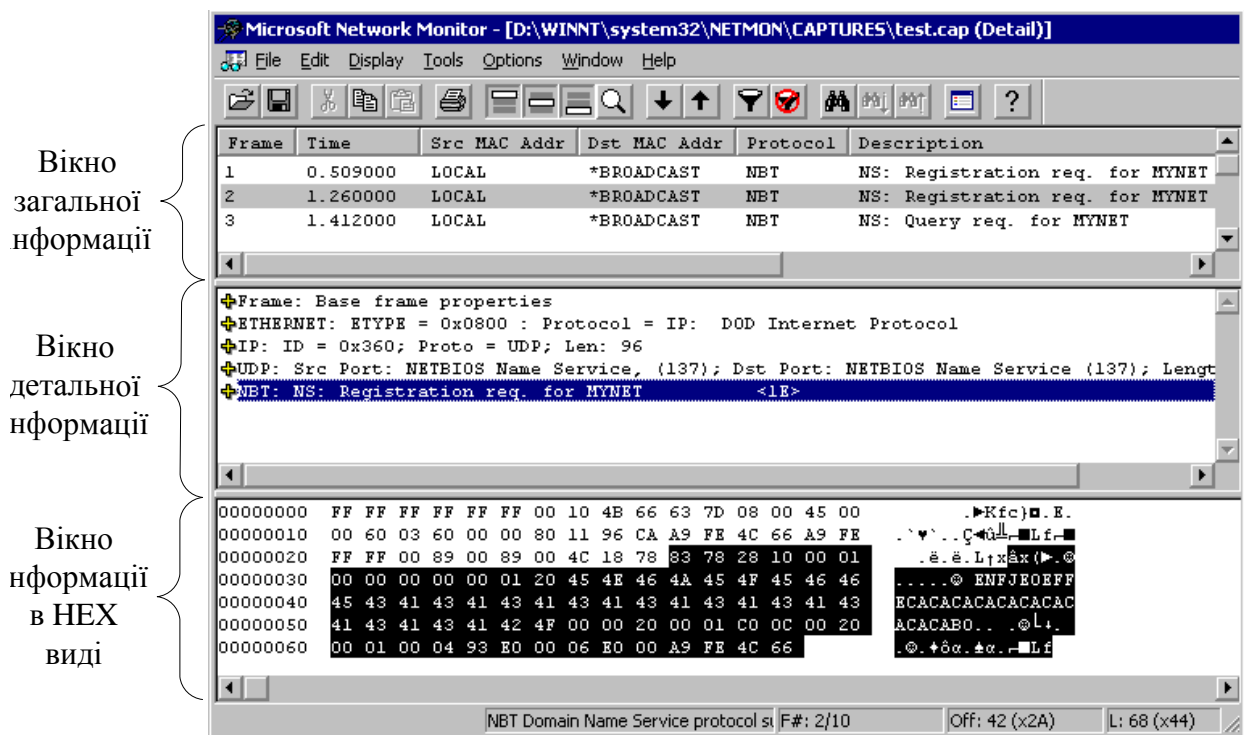 Microsoft Network Monitor - [D:\WINNT\system32\NETMON\CAPTURES\test.cap (Detail)]
File Edit Display Tools Options Window Help
Вікно
загальної
нформації
Frame Time Src MAC Addr Dst MAC Addr Protocol Description
1 0.509000 LOCAL *BROADCAST NBT NS: Registration req. for MYNET
2 1.260000 LOCAL *BROADCAST NBT NS: Registration req. for MYNET
3 1.412000 LOCAL *BROADCAST NBT NS: Query req. for MYNET
Вікно
детальної
нформації
Frame: Base frame properties
ETHERNET: ETYPE = 0x0800 : Protocol = IP: DOD Internet Protocol
IP: ID = 0x360; Proto = UDP; Len: 96
UDP: Src Port: NETBIOS Name Service, (137); Dst Port: NETBIOS Name Service (137); Lengt
NBT: NS: Registration req. for MYNET <1E>
Вікно
нформації
в HEX
виді
00000000 FF FF FF FF FF FF 00 10 4B 66 63 7D 08 00 45 00 .►Kfc}◘.E.
00000010 00 60 03 60 00 00 80 11 96 CA A9 FE 4C 66 A9 FE .`♥`..Ç◄û╩⌐■Lf⌐■
00000020 FF FF 00 89 00 89 00 4C 18 78 83 78 28 10 00 01 .ë.ë.L↑xâx(►.☺
00000030 00 00 00 00 00 01 20 45 4E 46 4A 45 4F 45 46 46 .....☺ ENFJEOEFF
00000040 45 43 41 43 41 43 41 43 41 43 41 43 41 43 41 43 ECACACACACACACAC
00000050 41 43 41 43 41 42 4F 00 00 20 00 01 C0 0C 00 20 ACACABO.. .☺└♀.
00000060 00 01 00 04 93 E0 00 06 E0 00 A9 FE 4C 66 .☺.♦ôα.♠α.⌐■Lf
NBT Domain Name Service protocol su F#: 2/10 Off: 42 (x2A) L: 68 (x44)